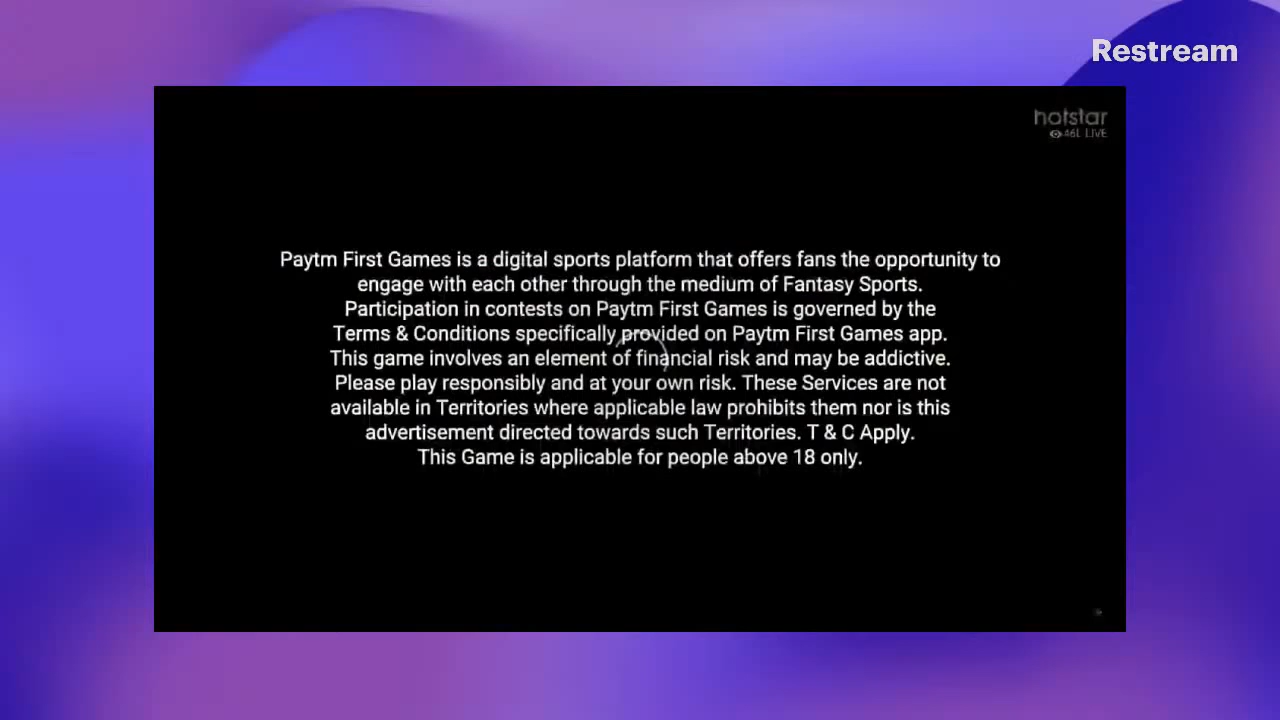 Restream
hotstar
46L LIVE
Paytm First Games is a digital sports platform that offers fans the opportunity to
engage with each other through the medium of Fantasy Sports.
Participation in contests on Paytm First Games is governed by the
Terms & Conditions specifically provided on Paytm First Games app.
This game involves an element of financial risk and may be addictive.
Please play responsibly and at your own risk. These Services are not
available in Territories where applicable law prohibits them nor is this
advertisement directed towards such Territories. T & C Apply.
This Game is applicable for people above 18 only.